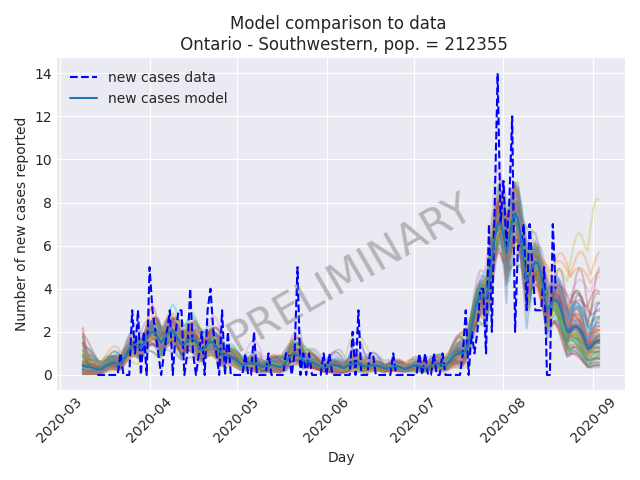 Model comparison to data
Ontario - Southwestern, pop. = 212355
new cases data
new cases model
PRELIMINARY
Number of new cases reported
14
12
10
8
6
4
2
0
2020-03
2020-04
2020-05
2020-06
2020-07
2020-08
2020-09
Day